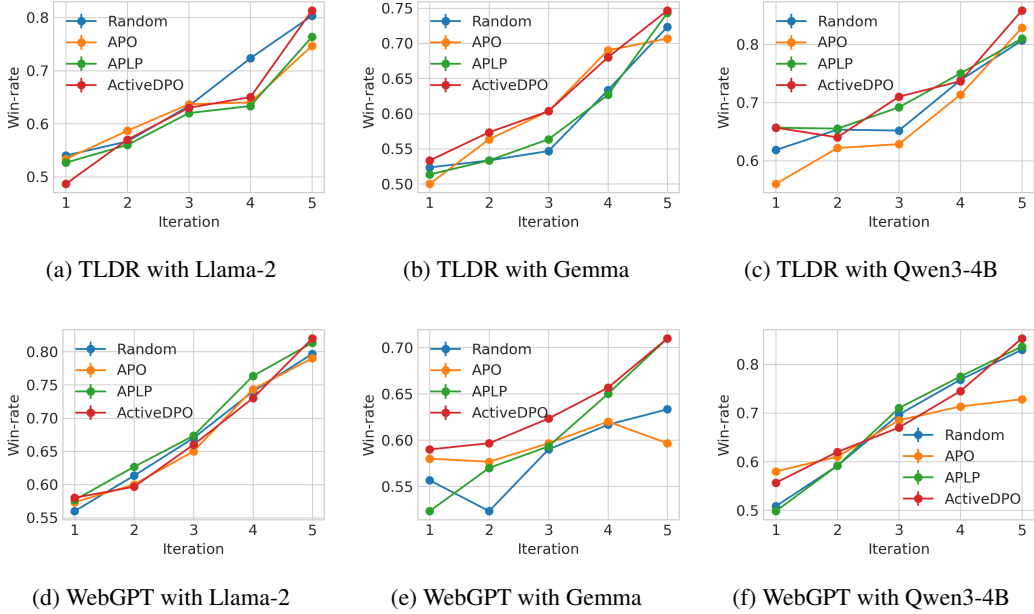 0.8
0.7
0.6
0.5
Win-rate
Random
APO
APLP
ActiveDPO
1 2 3 4 5
Iteration
(a) TLDR with Llama-2
0.75
0.70
0.65
0.60
0.55
0.50
Win-rate
Random
APO
APLP
ActiveDPO
1 2 3 4 5
Iteration
(b) TLDR with Gemma
0.8
0.7
0.6
Win-rate
Random
APO
APLP
ActiveDPO
1 2 3 4 5
Iteration
(c) TLDR with Qwen3-4B
0.80
0.75
0.70
0.65
0.60
0.55
Win-rate
Random
APO
APLP
ActiveDPO
1 2 3 4 5
Iteration
(d) WebGPT with Llama-2
0.70
0.65
0.60
0.55
Win-rate
Random
APO
APLP
ActiveDPO
1 2 3 4 5
Iteration
(e) WebGPT with Gemma
0.8
0.7
0.6
0.5
Win-rate
Random
APO
APLP
ActiveDPO
1 2 3 4 5
Iteration
(f) WebGPT with Qwen3-4B